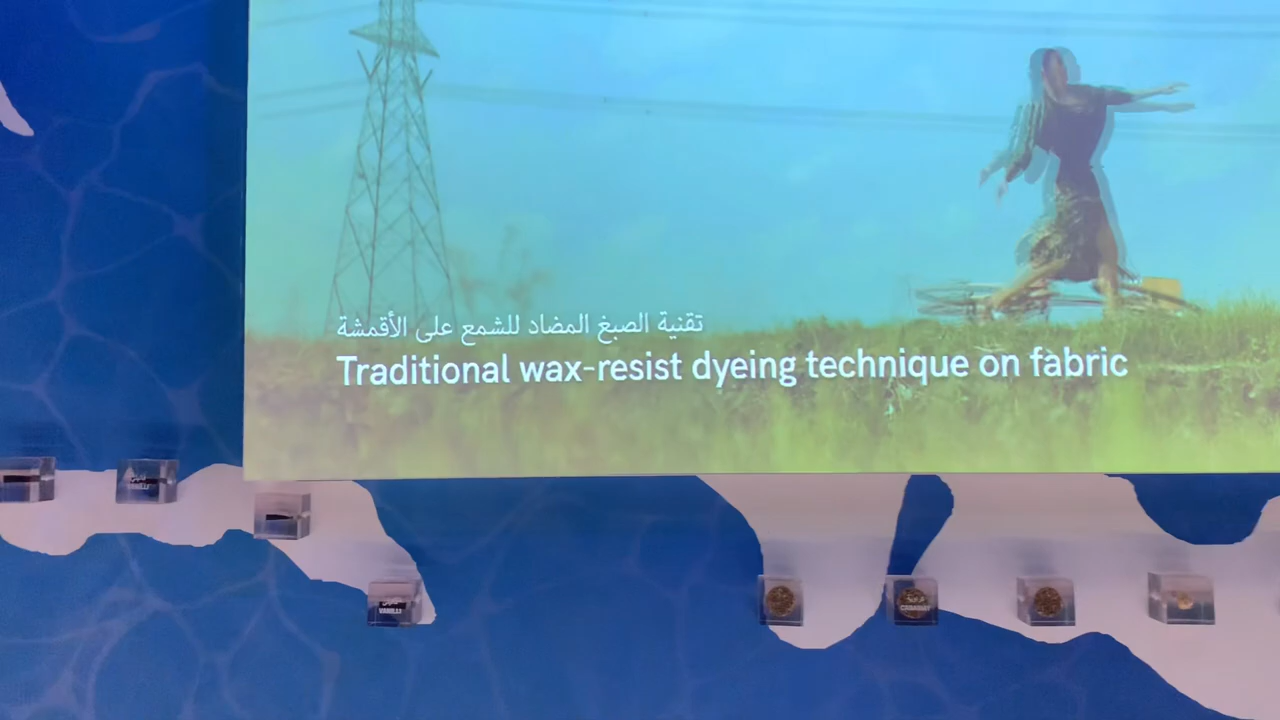 تقنية الصبغ المضاد للشمع على الأقمشة
Traditional wax-resist dyeing technique on fabric